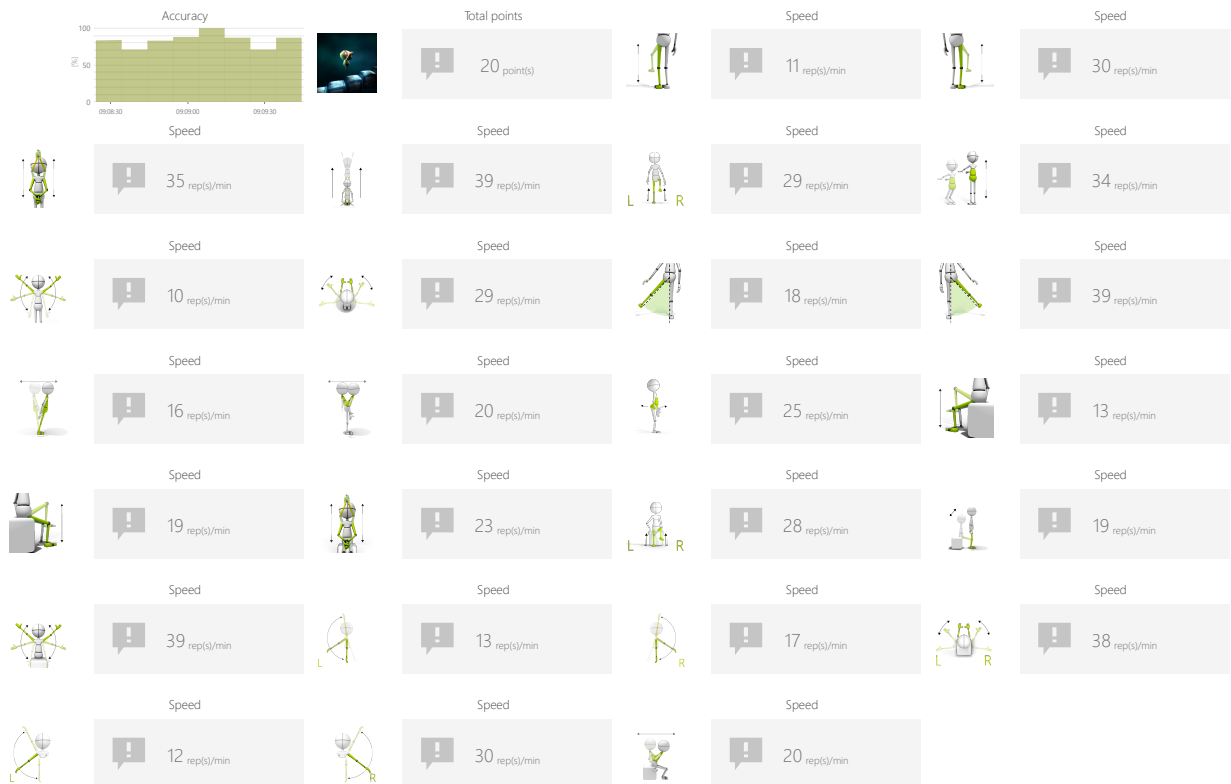 Accuracy
100
50
0
(%)
09:08:30 09:09:00 09:09:30
Total points
20 point(s)
Speed
11 rep(s)/min
Speed
30 rep(s)/min
Speed
35 rep(s)/min
Speed
39 rep(s)/min
Speed
29 rep(s)/min
L R
Speed
34 rep(s)/min
Speed
10 rep(s)/min
Speed
29 rep(s)/min
Speed
18 rep(s)/min
Speed
19 rep(s)/min
Speed
16 rep(s)/min
Speed
20 rep(s)/min
Speed
25 rep(s)/min
Speed
13 rep(s)/min
Speed
19 rep(s)/min
Speed
23 rep(s)/min
Speed
28 rep(s)/min
L R
Speed
19 rep(s)/min
Speed
39 rep(s)/min
Speed
13 rep(s)/min
L
Speed
17 rep(s)/min
R
Speed
38 rep(s)/min
L R
Speed
12 rep(s)/min
L
Speed
30 rep(s)/min
R
Speed
20 rep(s)/min